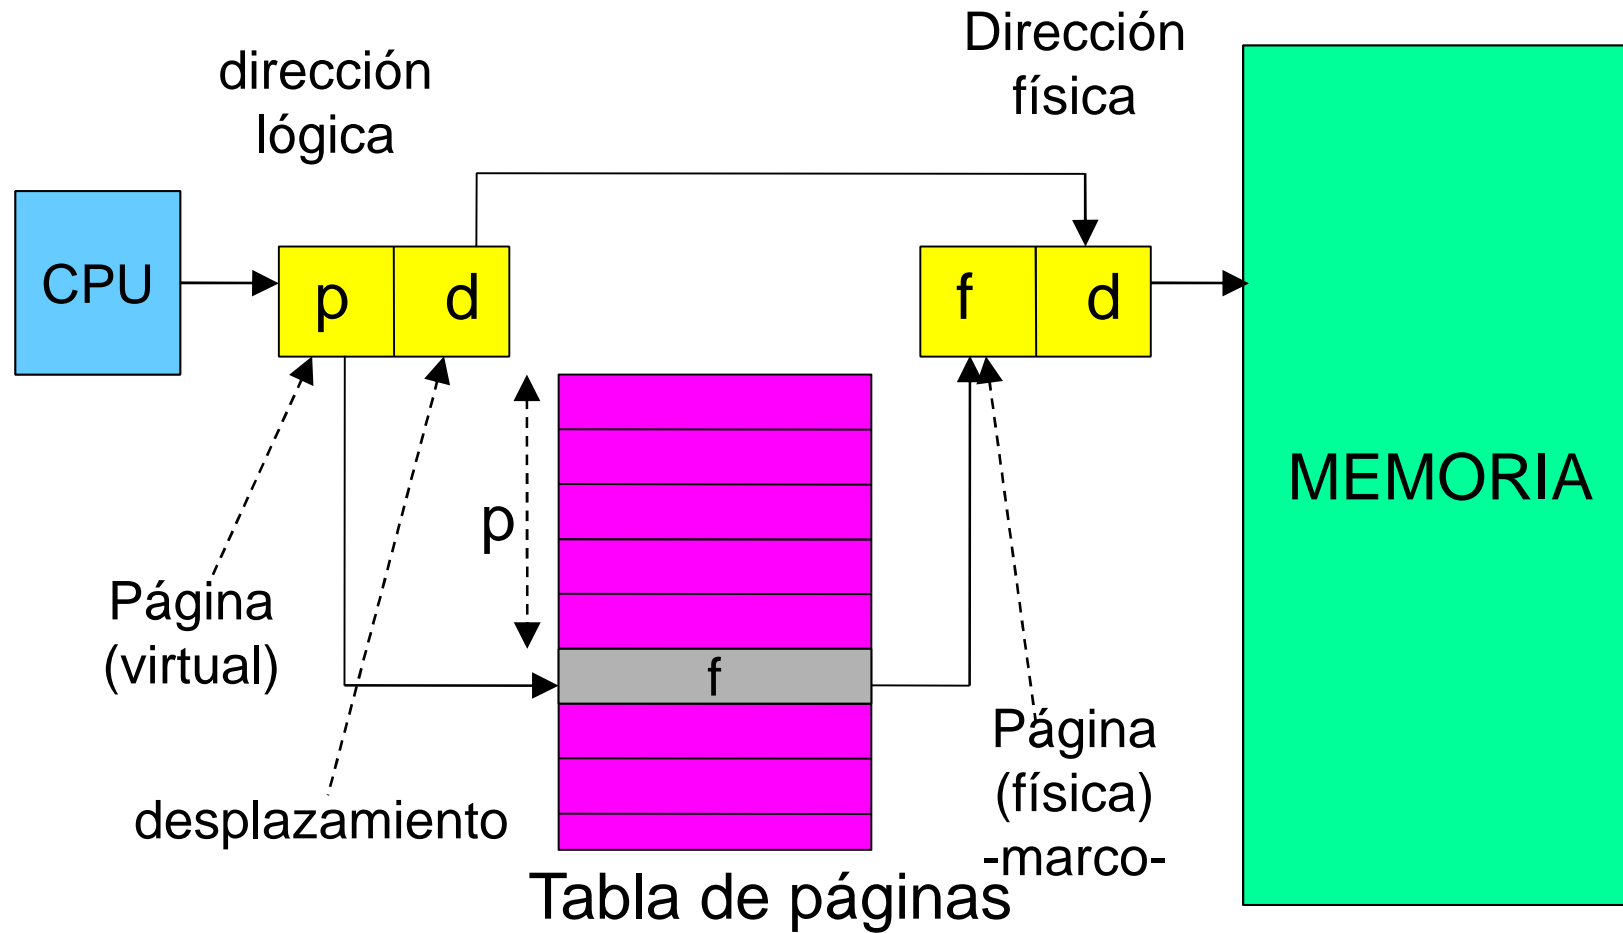 dirección
lógica
Dirección
física
CPU
p
d
f
d
MEMORIA
p
Página
(virtual)
f
desplazamiento
Página
(física)
-marco-
Tabla de páginas